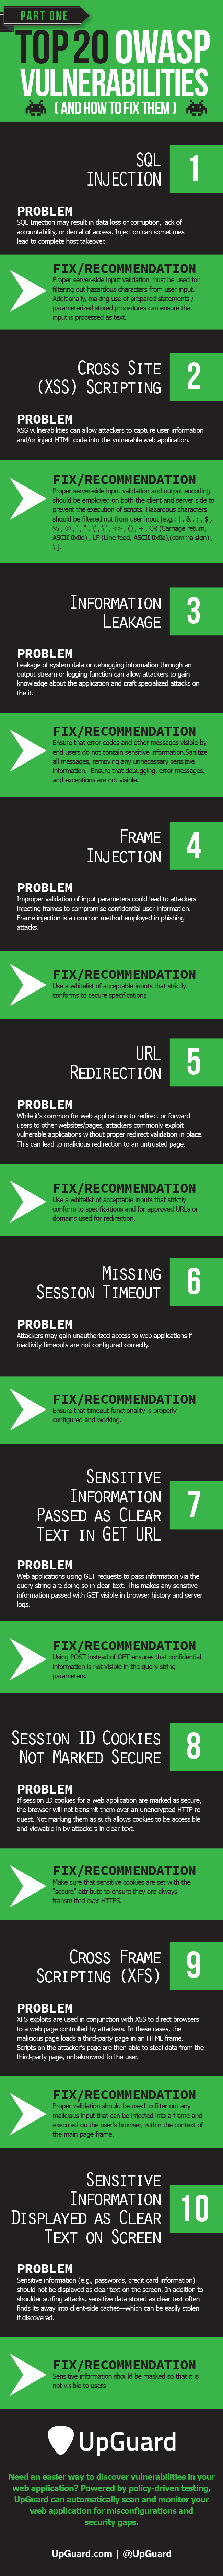 PART ONE
TOP 20 OWASP
VULNERABILITIES
( AND HOW TO FIX THEM )
SQL
INJECTION
1
PROBLEM
SQL Injection may result in data loss or corruption, lack of
accountability, or denial of access. Injection can sometimes
lead to complete host takeover.
FIX/RECOMMENDATION
Proper server-side input validation must be used for
filtering out hazardous characters from user input.
Additionally, making use of prepared statements /
parameterized stored procedures can ensure that
input is processed as text.
CROSS SITE
(XSS) SCRIPTING
2
PROBLEM
XSS vulnerabilities can allow attackers to capture user information
and/or inject HTML code into the vulnerable web application.
FIX/RECOMMENDATION
Proper server-side input validation and output encoding
should be employed on both the client and server side to
prevent the execution of scripts. Hazardous characters
should be filtered out from user input [e.g.: | , & , ; , $ ,
% , @ , ' , " , \' , \" , <> , () , + , CR (Carriage return,
ASCII 0x0d) , LF (Line feed, ASCII 0x0a),(comma sign) ,
\ ].
INFORMATION
LEAKAGE
3
PROBLEM
Leakage of system data or debugging information through an
output stream or logging function can allow attackers to gain
knowledge about the application and craft specialized attacks on
the it.
FIX/RECOMMENDATION
Ensure that error codes and other messages visible by
end users do not contain sensitive information.Sanitize
all messages, removing any unnecessary sensitive
information. Ensure that debugging, error messages,
and exceptions are not visible.
FRAME
INJECTION
4
PROBLEM
Improper validation of input parameters could lead to attackers
injecting frames to compromise confidential user information.
Frame injection is a common method employed in phishing
attacks.
FIX/RECOMMENDATION
Use a whitelist of acceptable inputs that strictly
conforms to secure specifications
URL
REDIRECTION
5
PROBLEM
While it's common for web applications to redirect or forward
users to other websites/pages, attackers commonly exploit
vulnerable applications without proper redirect validation in place.
This can lead to malicious redirection to an untrusted page.
FIX/RECOMMENDATION
Use a whitelist of acceptable inputs that strictly
conform to specifications and for approved URLs or
domains used for redirection.
MISSING
SESSION TIMEOUT
6
PROBLEM
Attackers may gain unauthorized access to web applications if
inactivity timeouts are not configured correctly.
FIX/RECOMMENDATION
Ensure that timeout functionality is properly
configured and working.
SENSITIVE
INFORMATION
PASSED AS CLEAR
TEXT IN GET URL
7
PROBLEM
Web applications using GET requests to pass information via the
query string are doing so in clear-text. This makes any sensitive
information passed with GET visible in browser history and server
logs.
FIX/RECOMMENDATION
Using POST instead of GET ensures that confidential
information is not visible in the query string
parameters.
SESSION ID COOKIES
NOT MARKED SECURE
8
PROBLEM
If session ID cookies for a web application are marked as secure,
the browser will not transmit them over an unencrypted HTTP re-
quest. Not marking them as such allows cookies to be accessible
and viewable in by attackers in clear text.
FIX/RECOMMENDATION
Make sure that sensitive cookies are set with the
"secure" attribute to ensure they are always
transmitted over HTTPS.
CROSS FRAME
SCRIPTING (XFS)
9
PROBLEM
XFS exploits are used in conjunction with XSS to direct browsers
to a web page controlled by attackers. In these cases, the
malicious page loads a third-party page in an HTML frame.
Scripts on the attacker's page are then able to steal data from the
third-party page, unbeknownst to the user.
FIX/RECOMMENDATION
Proper validation should be used to filter out any
malicious input that can be injected into a frame and
executed on the user's browser, within the context of
the main page frame.
SENSITIVE
INFORMATION
DISPLAYED AS CLEAR
TEXT ON SCREEN
10
PROBLEM
Sensitive information (e.g., passwords, credit card information)
should not be displayed as clear text on the screen. In addition to
shoulder surfing attacks, sensitive data stored as clear text often
finds its away into client-side caches—which can be easily stolen
if discovered.
FIX/RECOMMENDATION
Sensitive information should be masked so that it is
not visible to users
UpGuard
Need an easier way to discover vulnerabilities in your
web application? Powered by policy-driven testing,
UpGuard can automatically scan and monitor your
web application for misconfigurations and
security gaps.
UpGuard.com | @UpGuard